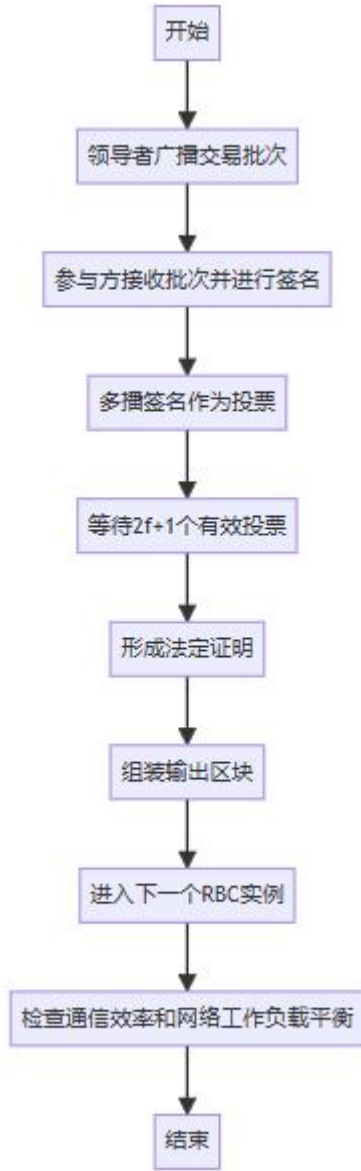 开始
领导者广播交易批次
参与方接收批次并进行签名
多播签名作为投票
等待2f+1个有效投票
形成法定证明
组装输出区块
进入下一个RBC实例
检查通信效率和网络工作负载平衡
结束